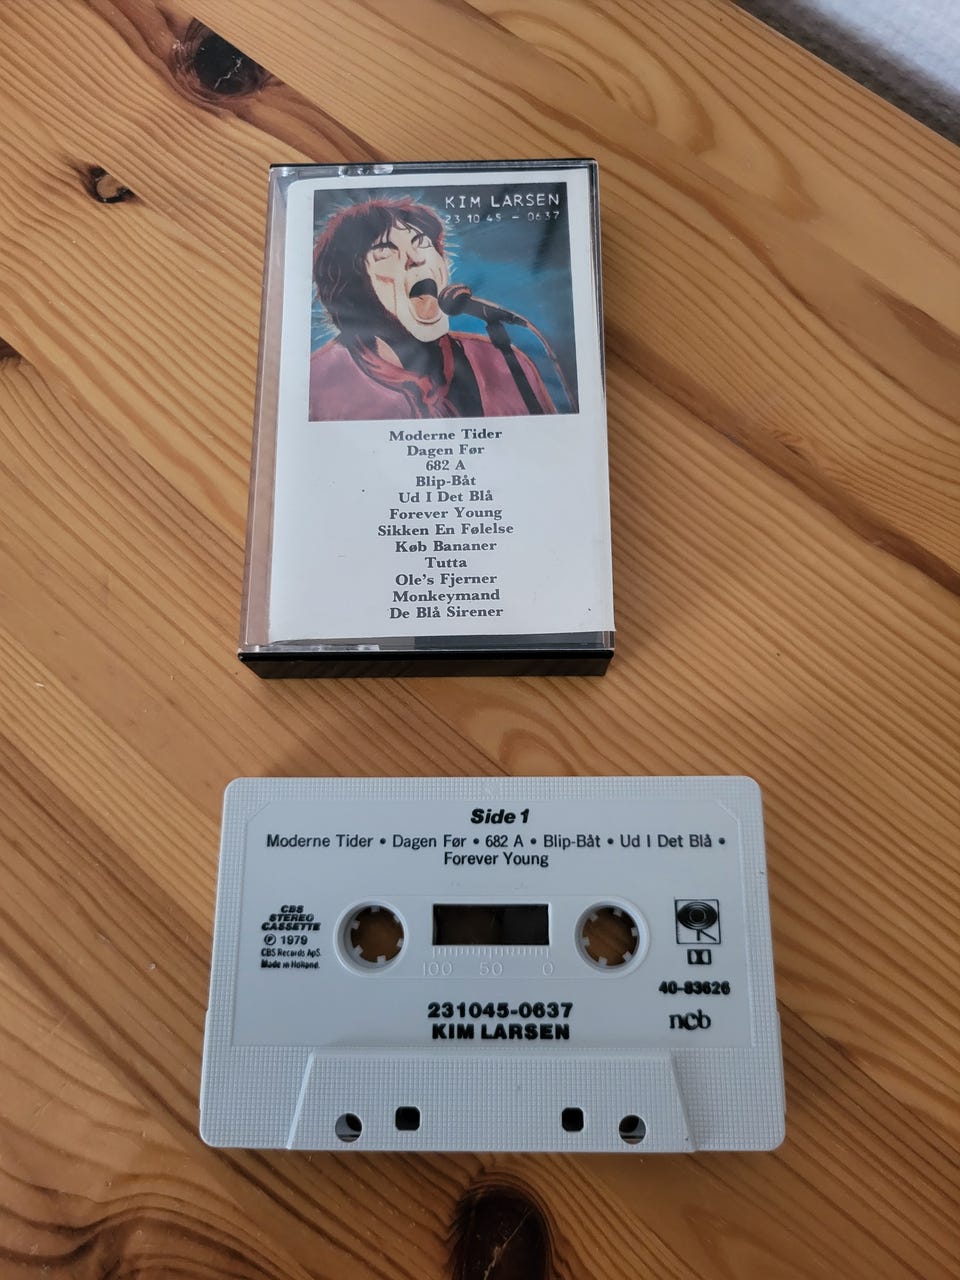 KIM LARSEN
23 10 45 - 0637
Moderne Tider
Dagen Før
682 A
Blip-Båt
Ud I Det Blå
Forever Young
Sikken En Følelse
Køb Bananer
Tutta
Ole's Fjerner
Monkeymand
De Blå Sirener
Side 1
Moderne Tider • Dagen Før • 682 A • Blip-Båt • Ud I Det Blå •
Forever Young
CBS
STEREO
CASSETTE
℗ 1979
CBS Records ApS.
Made in Holland.
100 50 0
40-83626
231045-0637
KIM LARSEN
ncb